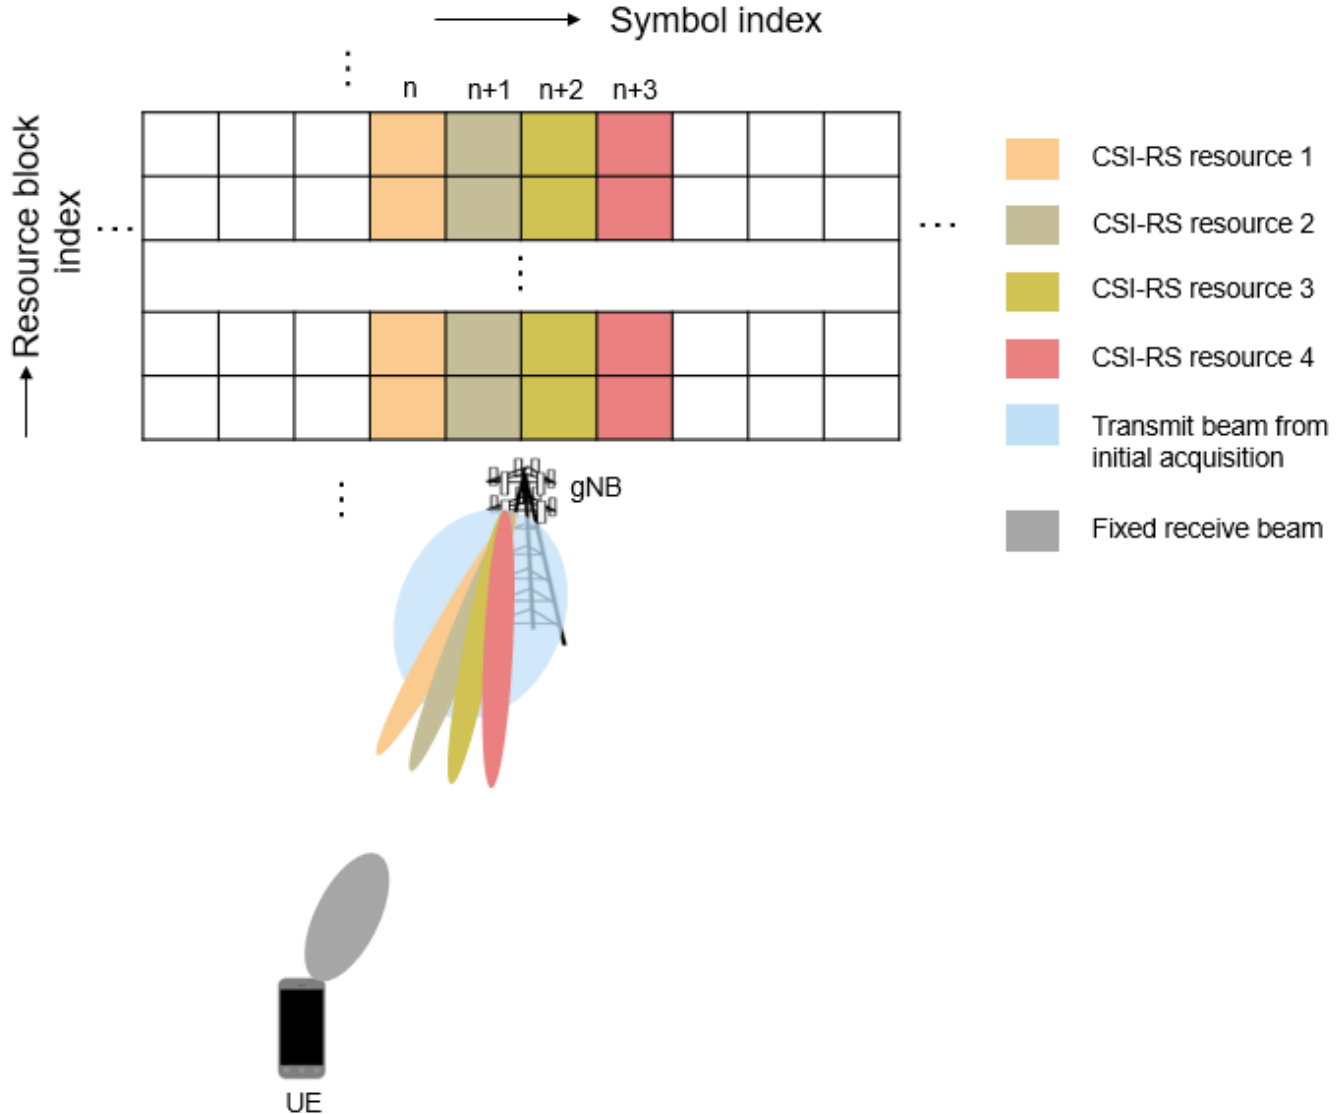 Symbol index
n
n+1
n+2
n+3
Resource block
index
CSI-RS resource 1
CSI-RS resource 2
CSI-RS resource 3
CSI-RS resource 4
Transmit beam from
initial acquisition
Fixed receive beam
gNB
UE